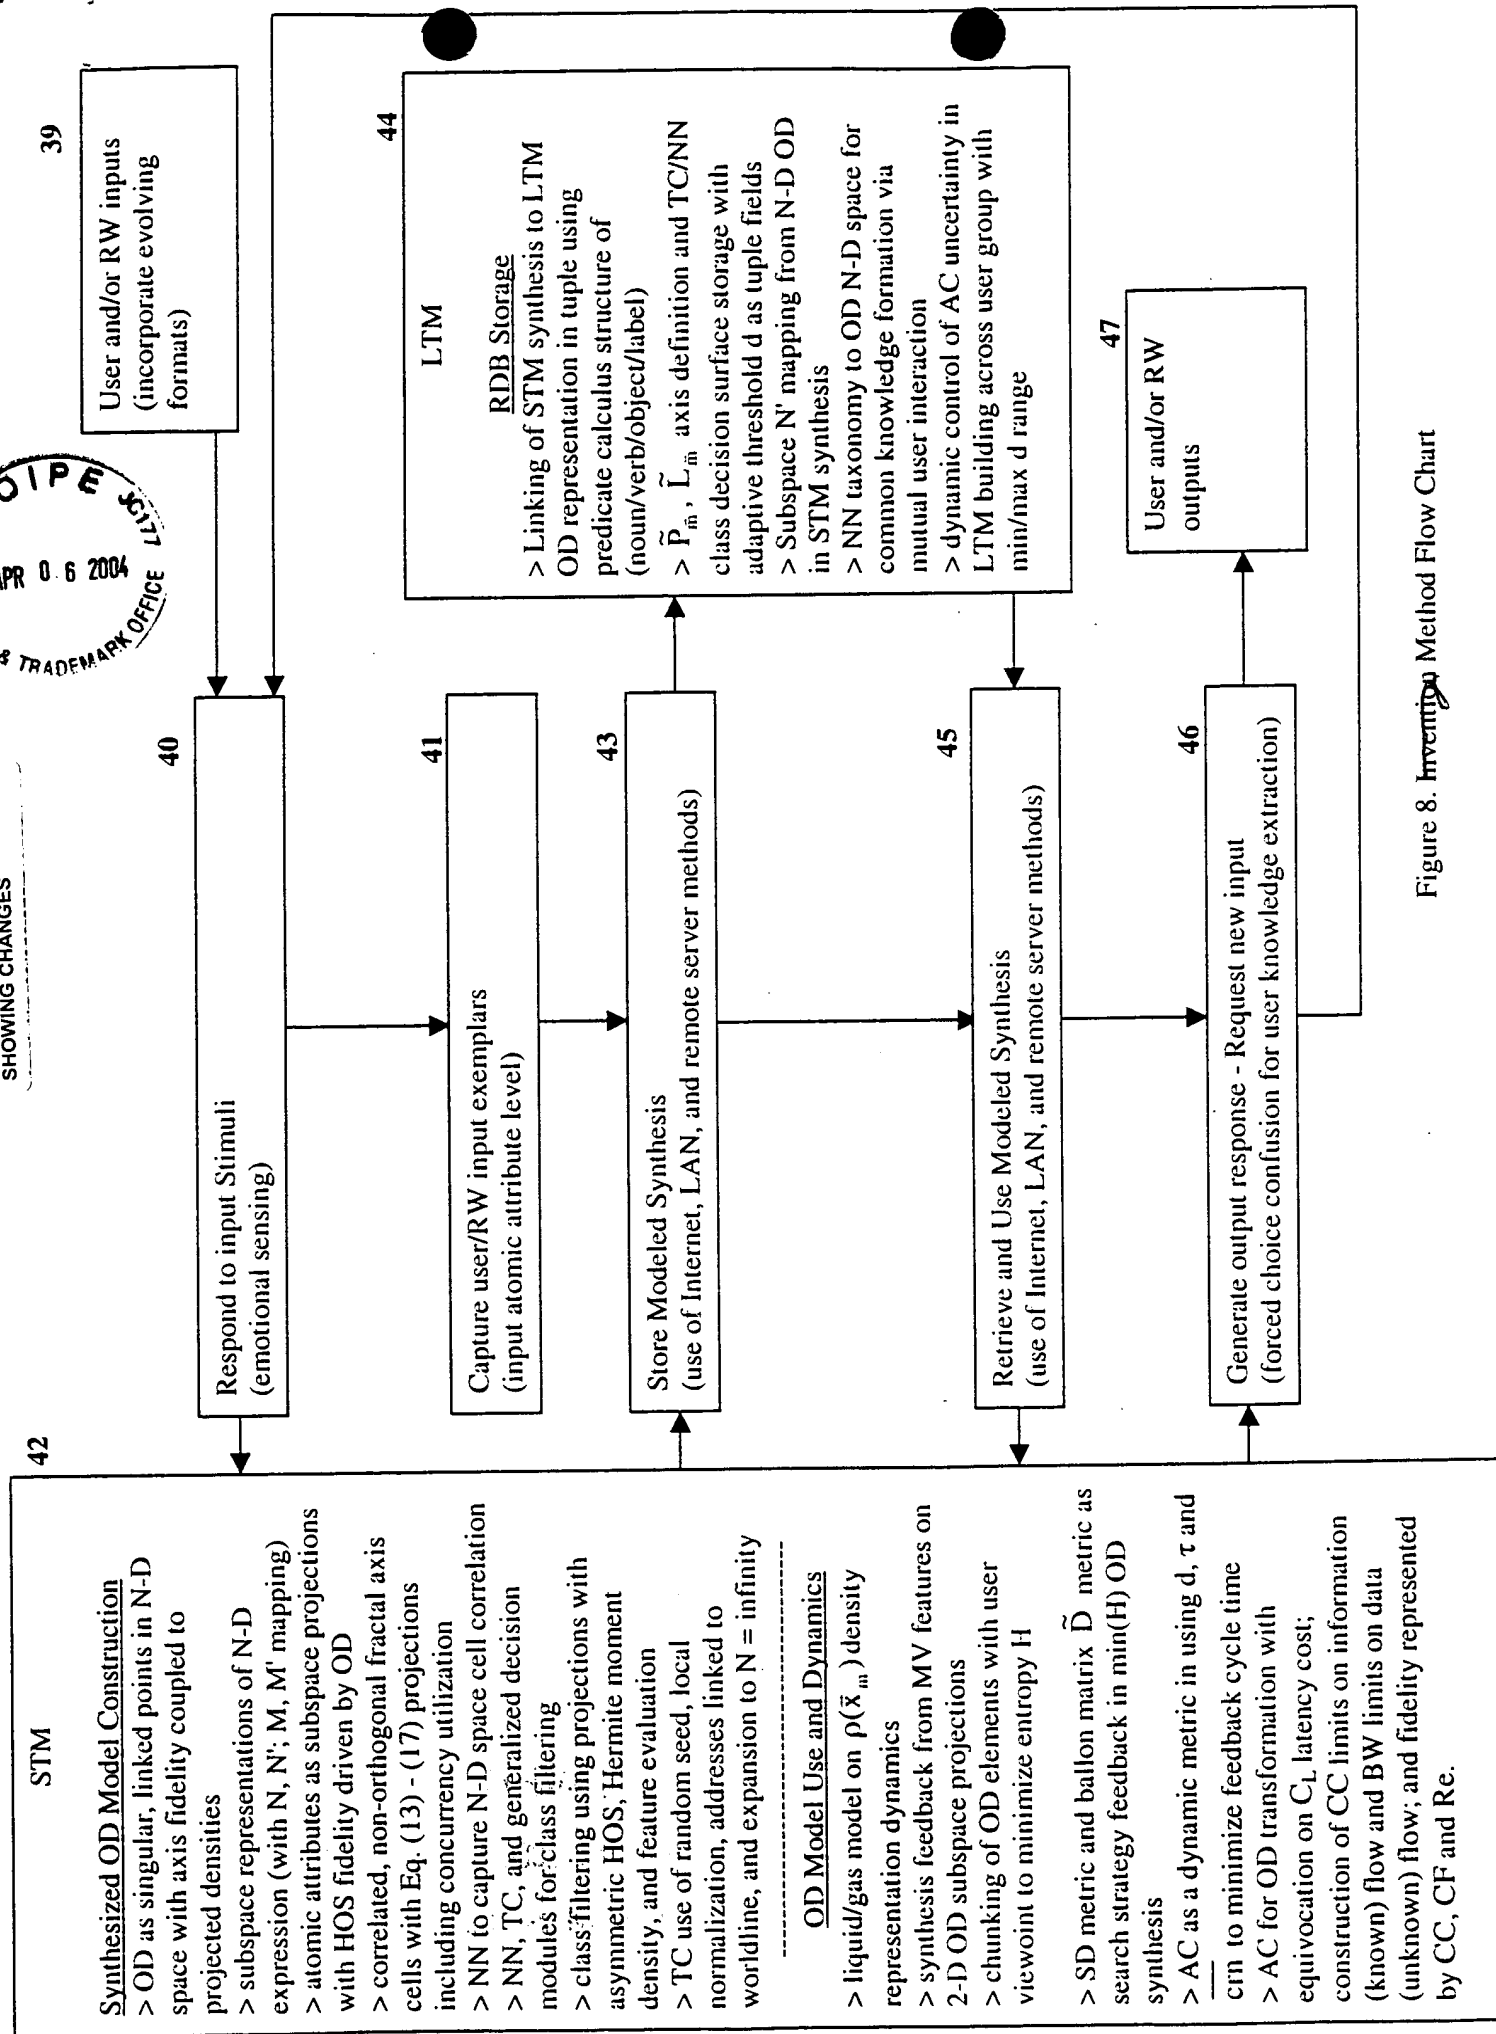 SHOWING CHANGES
OIPE
JC177
APR 06 2004
& TRADEMARK OFFICE
39
User and/or RW inputs
(incorporate evolving
formats)
40
Respond to input Stimuli
(emotional sensing)
41
Capture user/RW input exemplars
(input atomic attribute level)
42
STM
Synthesized OD Model Construction
> OD as singular, linked points in N-D
space with axis fidelity coupled to
projected densities
> subspace representations of N-D
expression (with N, N'; M, M' mapping)
> atomic attributes as subspace projections
with HOS fidelity driven by OD
> correlated, non-orthogonal fractal axis
cells with Eq. (13) - (17) projections
including concurrency utilization
> NN to capture N-D space cell correlation
> NN, TC, and generalized decision
modules for class filtering
> class filtering using projections with
asymmetric HOS, Hermite moment
density, and feature evaluation
> TC use of random seed, local
normalization, addresses linked to
worldline, and expansion to N = infinity
OD Model Use and Dynamics
> liquid/gas model on ρ(x̃ m) density
representation dynamics
> synthesis feedback from MV features on
2-D OD subspace projections
> chunking of OD elements with user
viewpoint to minimize entropy H
> SD metric and ballon matrix D̃ metric as
search strategy feedback in min(H) OD
synthesis
> AC as a dynamic metric in using d, τ and
crn to minimize feedback cycle time
> AC for OD transformation with
equivocation on C_L latency cost;
construction of CC limits on information
(known) flow and BW limits on data
(unknown) flow; and fidelity represented
by CC, CF and Re.
43
Store Modeled Synthesis
(use of Internet, LAN, and remote server methods)
44
LTM
RDB Storage
> Linking of STM synthesis to LTM
OD representation in tuple using
predicate calculus structure of
(noun/verb/object/label)
> P̃_m̄, L̃_m̄ axis definition and TC/NN
class decision surface storage with
adaptive threshold d as tuple fields
> Subspace N' mapping from N-D OD
in STM synthesis
> NN taxonomy to OD N-D space for
common knowledge formation via
mutual user interaction
> dynamic control of AC uncertainty in
LTM building across user group with
min/max d range
45
Retrieve and Use Modeled Synthesis
(use of Internet, LAN, and remote server methods)
46
Generate output response - Request new input
(forced choice confusion for user knowledge extraction)
47
User and/or RW
outputs
Figure 8. Invention Method Flow Chart